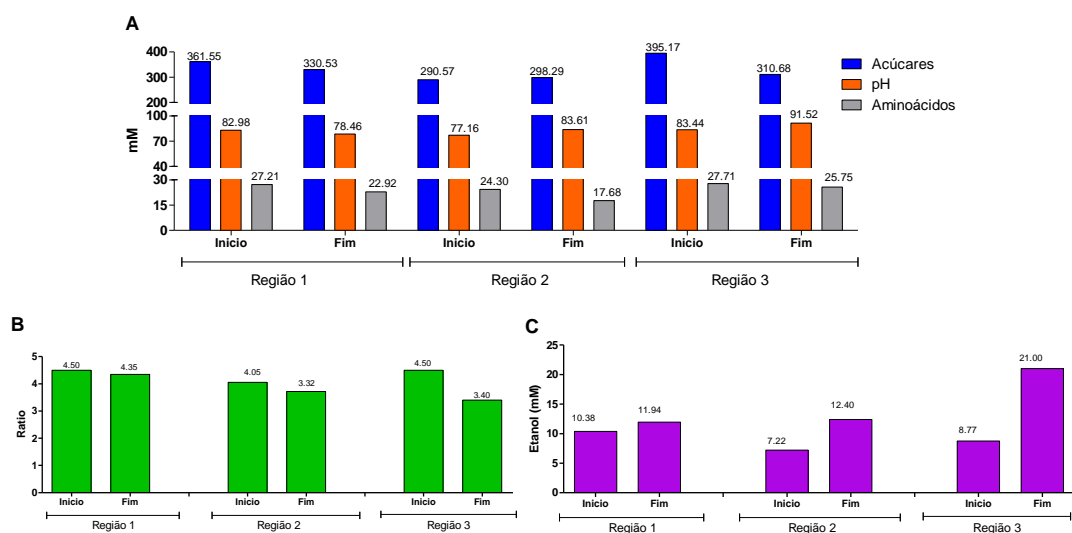 A
400
300
200
100
70
40
30
15
0
mM
361.55
330.53
290.57
298.29
395.17
310.68
82.98
78.46
77.16
83.61
83.44
91.52
27.21
22.92
24.30
17.68
27.71
25.75
Acúcares
pH
Aminoácidos
Inicio Fim Inicio Fim Inicio Fim
Região 1 Região 2 Região 3
B
5
4
3
2
1
0
Ratio
4.50 4.35 4.05 3.32 4.50 3.40
Inicio Fim Inicio Fim Inicio Fim
Região 1 Região 2 Região 3
C
25
20
15
10
5
0
Etanol (mM)
10.38 11.94 7.22 12.40 8.77 21.00
Inicio Fim Inicio Fim Inicio Fim
Região 1 Região 2 Região 3